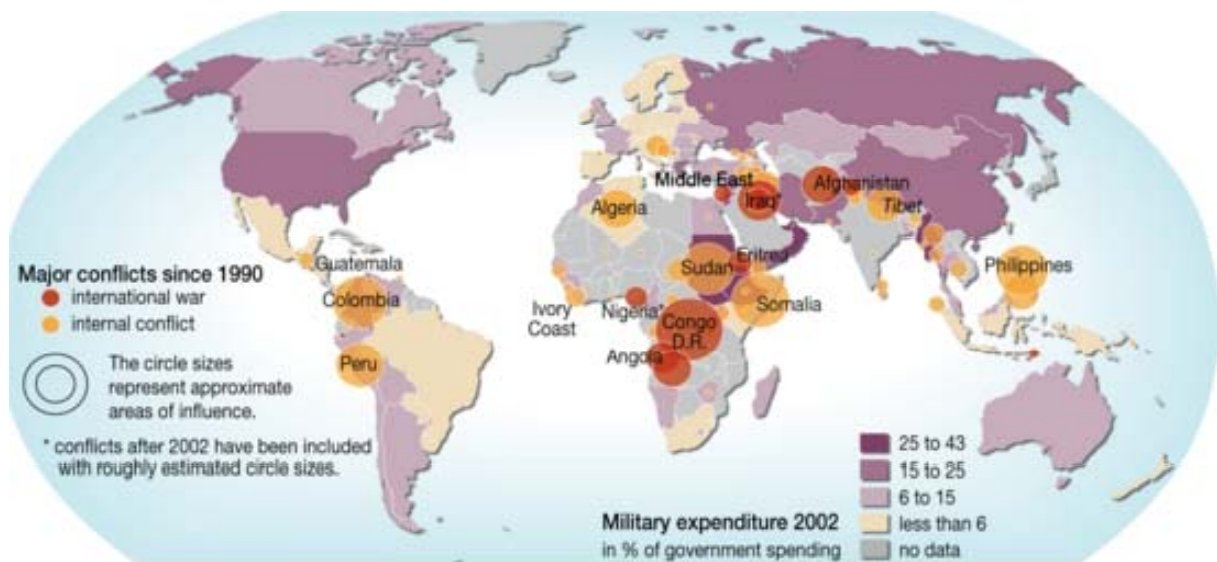 Middle East
Afghanistan
Iraq*
Tibet
Algeria
Guatemala
Sudan
Eritrea
Philippines
Colombia
Ivory
Coast
Nigeria*
Somalia
Congo
D.R.
Angola
Peru
Major conflicts since 1990
international war
internal conflict
The circle sizes
represent approximate
areas of influence.
* conflicts after 2002 have been included
with roughly estimated circle sizes.
Military expenditure 2002
in % of government spending
25 to 43
15 to 25
6 to 15
less than 6
no data